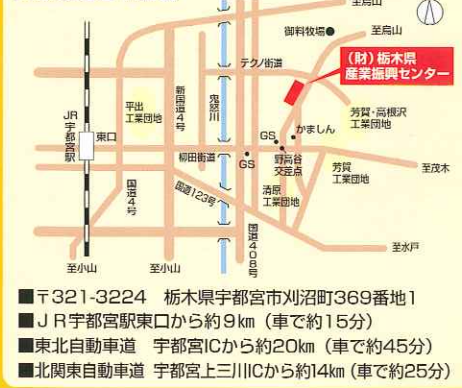 至烏山
御料牧場●
至烏山
テクノ街道
(財)栃木県
産業振興センター
新国道4号
鬼怒川
平出
工業団地
芳賀・高根沢
工業団地
JR宇都宮駅
東口
GS
かましん
柳田街道
GS
野高谷
交差点
芳賀
工業団地
至茂木
国道4号
国道123号
清原
工業団地
国道408号
至水戸
至小山
至小山
■〒321-3224 栃木県宇都宮市刈沼町369番地1
■JR宇都宮駅東口から約9km(車で約15分)
■東北自動車道 宇都宮ICから約20km(車で約45分)
■北関東自動車道 宇都宮上三川ICから約14km(車で約25分)